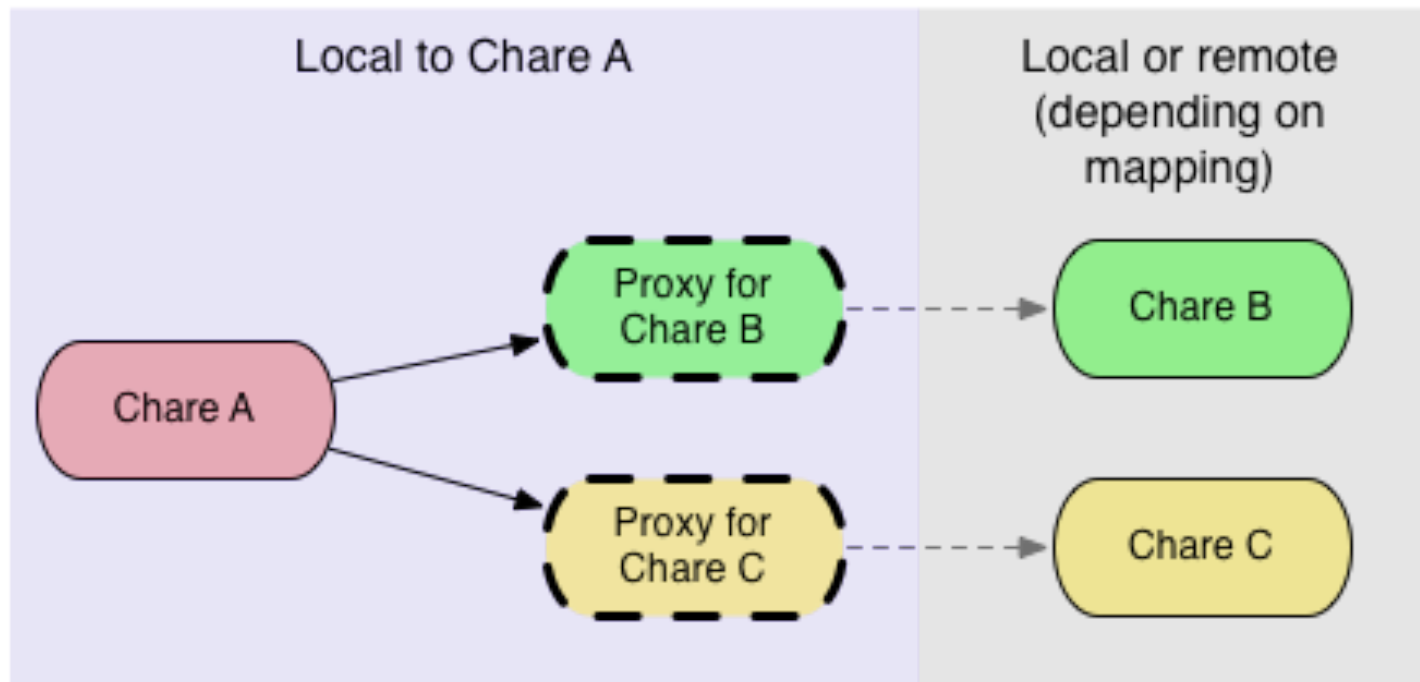 Local to Chare A
Local or remote
(depending on
mapping)
Proxy for
Chare B
Chare B
Chare A
Proxy for
Chare C
Chare C